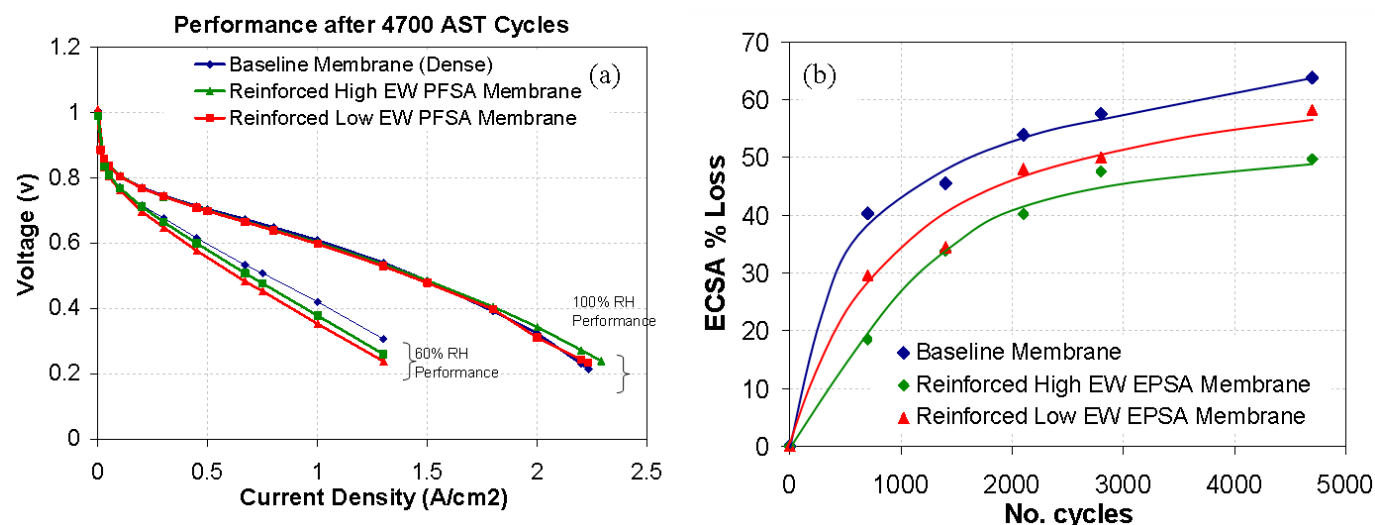 Performance after 4700 AST Cycles
1.2
1
0.8
0.6
0.4
0.2
0
Voltage (v)
Baseline Membrane (Dense)
Reinforced High EW PFSA Membrane
Reinforced Low EW PFSA Membrane
(a)
100% RH
Performance
60% RH
Performance
0 0.5 1 1.5 2 2.5
Current Density (A/cm2)
70
60
50
40
30
20
10
0
ECSA % Loss
(b)
Baseline Membrane
Reinforced High EW EPSA Membrane
Reinforced Low EW EPSA Membrane
0 1000 2000 3000 4000 5000
No. cycles